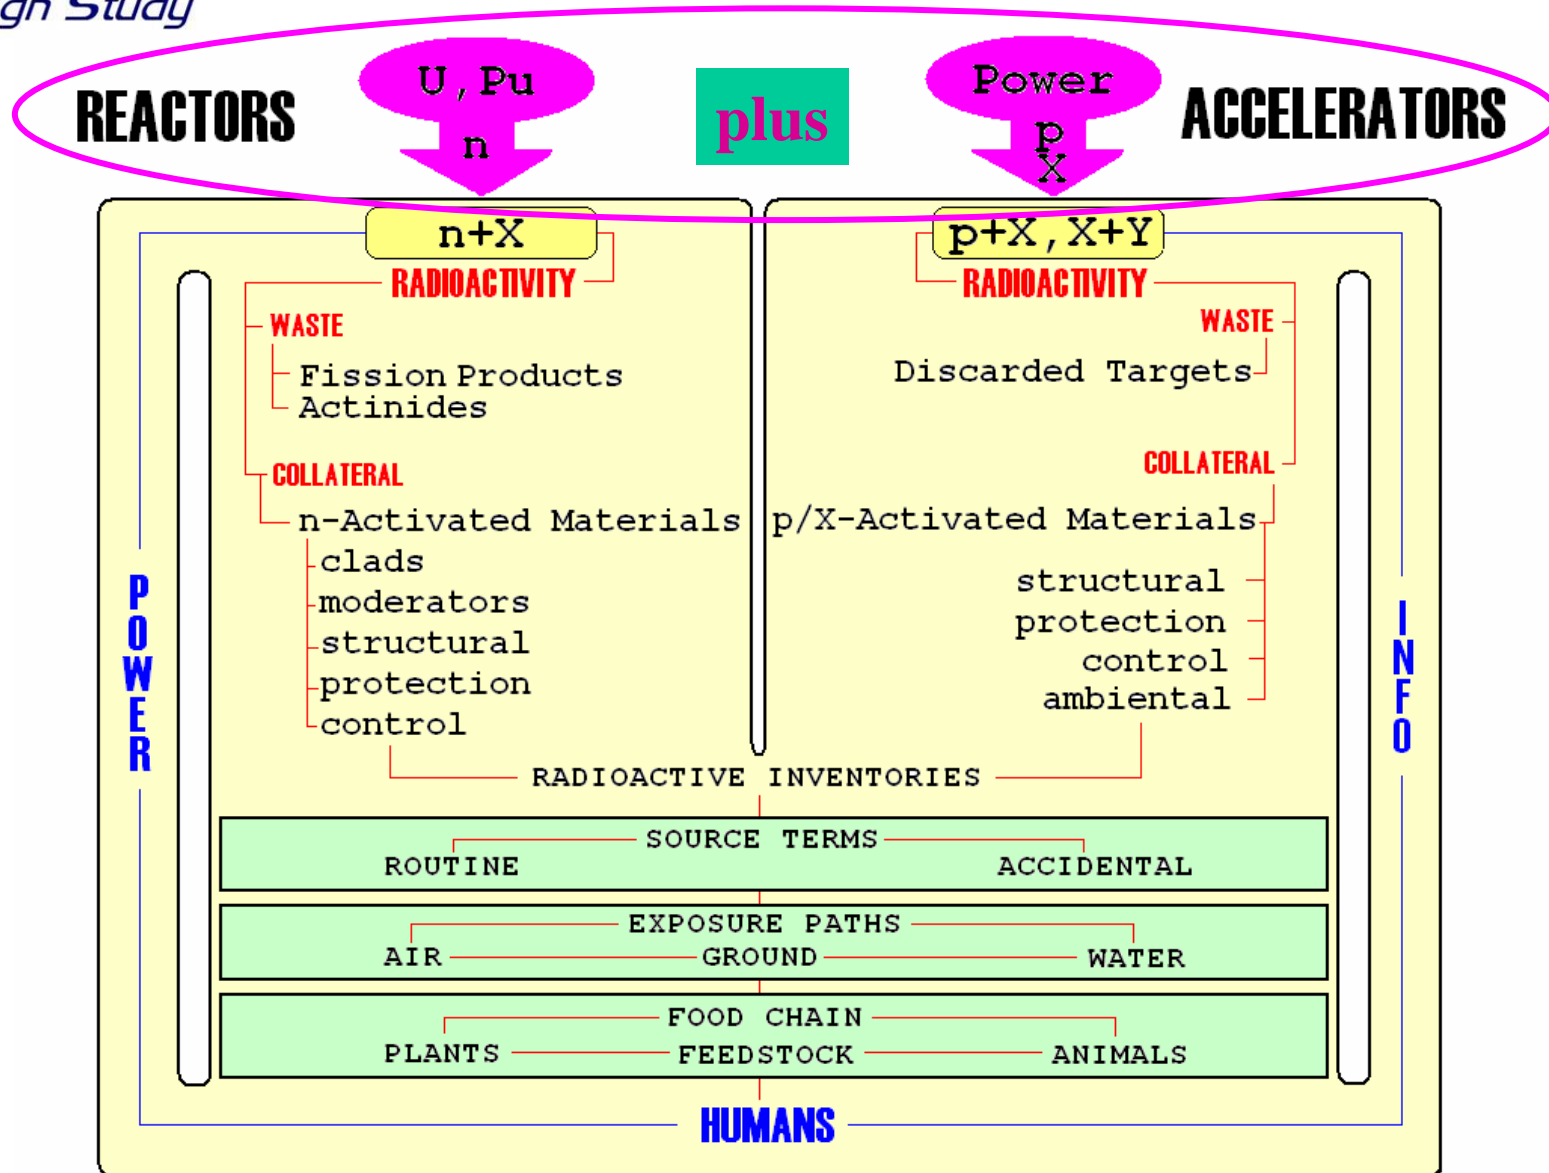 gn Study
REACTORS
U,Pu
n
plus
Power
p
X
ACCELERATORS
n+X
RADIOACTIVITY
WASTE
Fission Products
Actinides
COLLATERAL
n-Activated Materials
clads
moderators
structural
protection
control
p+X,X+Y
RADIOACTIVITY
WASTE
Discarded Targets
COLLATERAL
p/X-Activated Materials
structural
protection
control
ambiental
POWER
INFO
RADIOACTIVE INVENTORIES
SOURCE TERMS
ROUTINE ACCIDENTAL
EXPOSURE PATHS
AIR GROUND WATER
FOOD CHAIN
PLANTS FEEDSTOCK ANIMALS
HUMANS